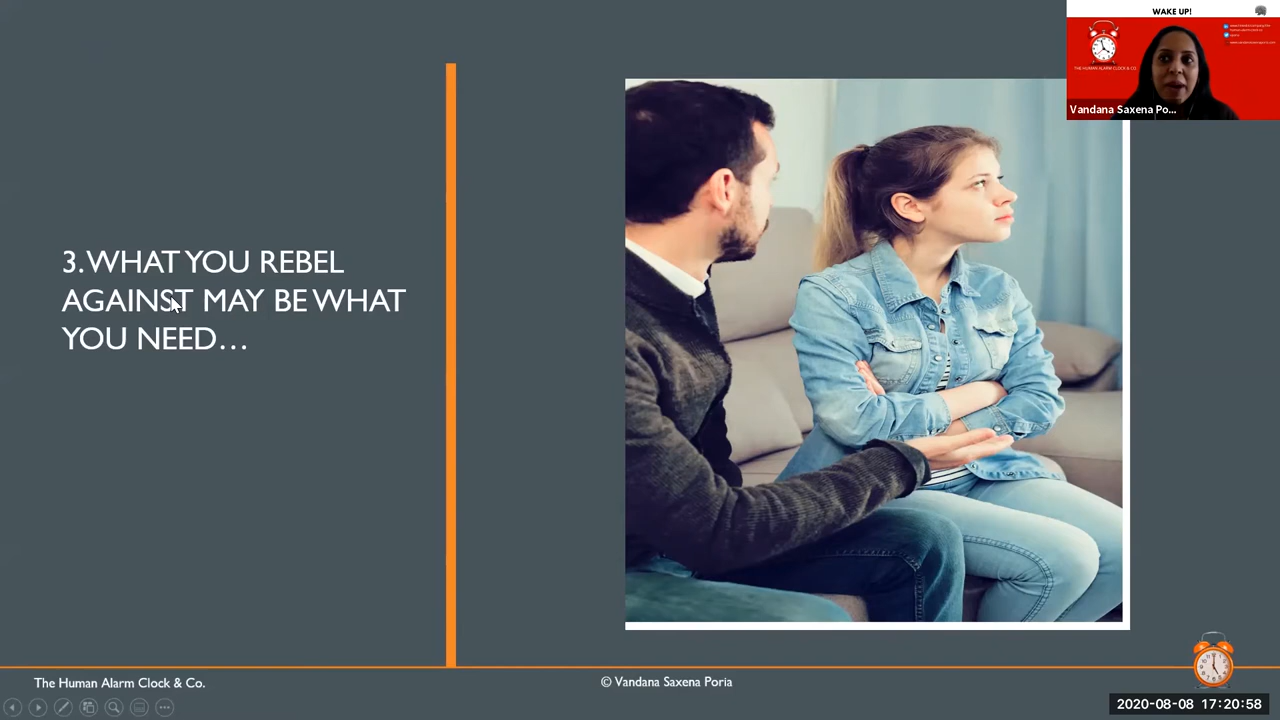 WAKE UP!
THE HUMAN ALARM CLOCK & CO.
Vandana Saxena Po...
3. WHAT YOU REBEL
AGAINST MAY BE WHAT
YOU NEED...
The Human Alarm Clock & Co.
© Vandana Saxena Poria
2020-08-08 17:20:58